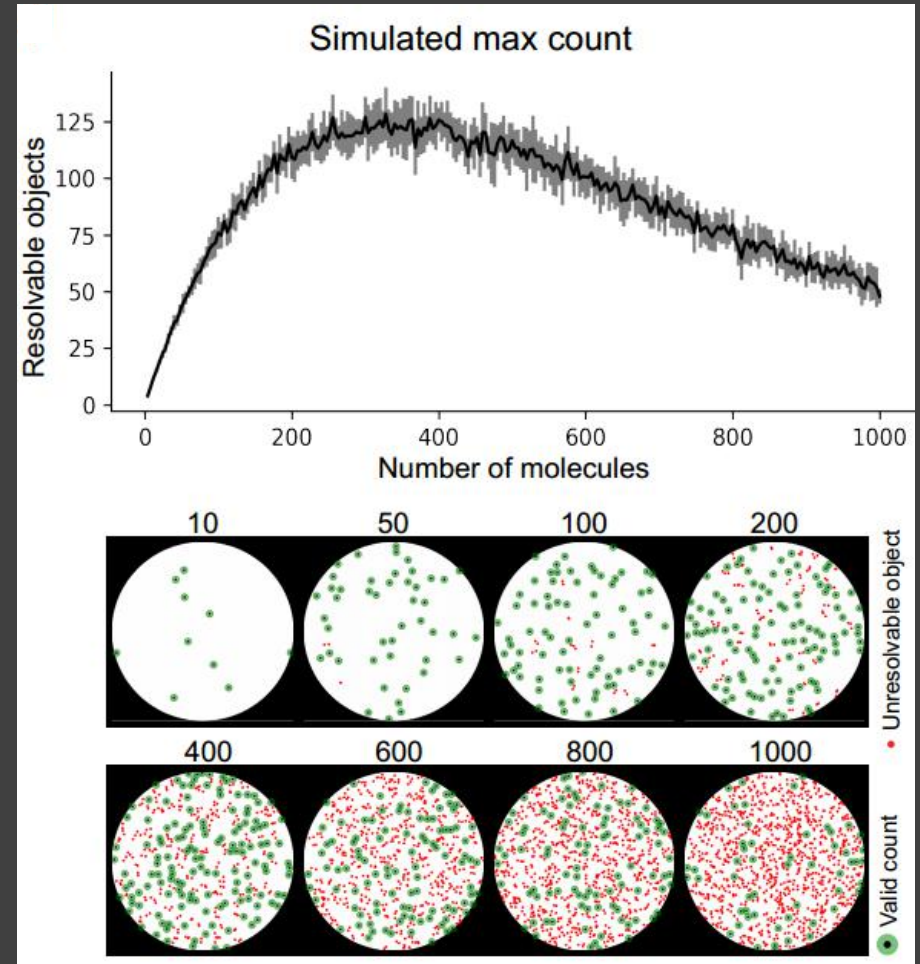 Simulated max count
Resolvable objects
125
100
75
50
25
0
0 200 400 600 800 1000
Number of molecules
10 50 100 200
400 600 800 1000
Unresolvable object
Valid count